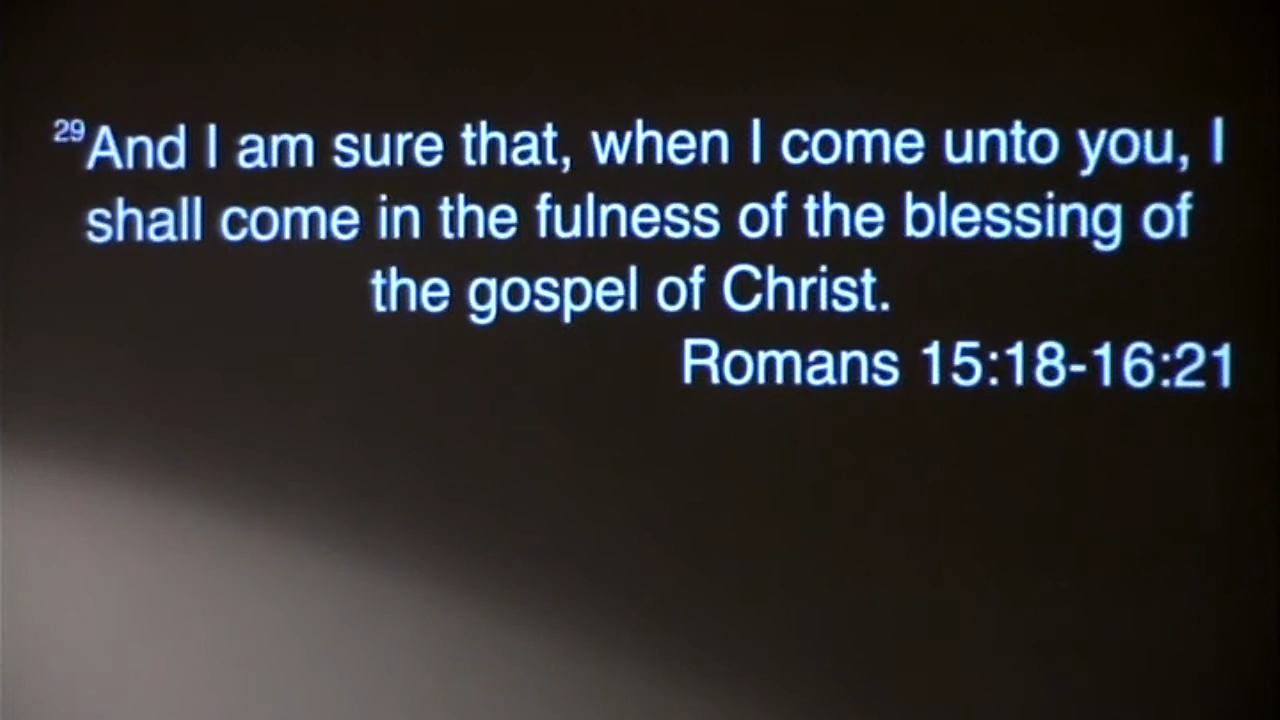 29And I am sure that, when I come unto you, I
shall come in the fulness of the blessing of
the gospel of Christ.
Romans 15:18-16:21